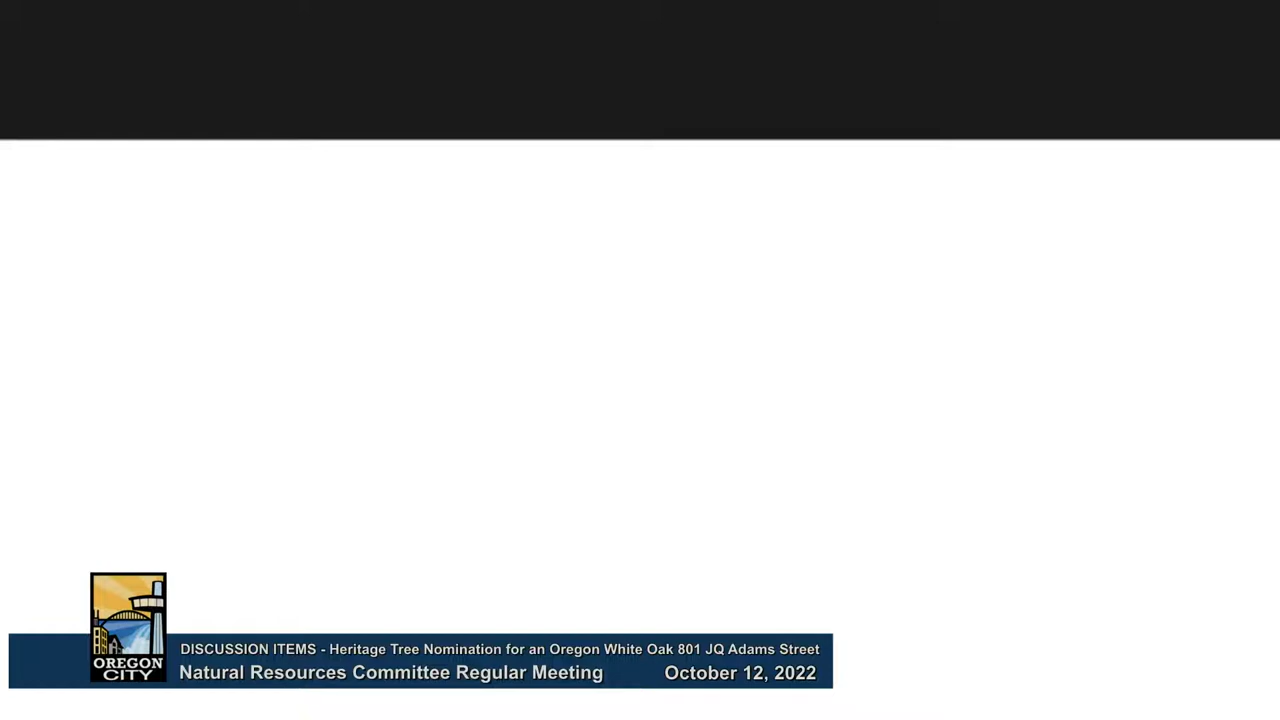 DISCUSSION ITEMS - Heritage Tree Nomination for an Oregon White Oak 801 JQ Adams Street
Natural Resources Committee Regular Meeting October 12, 2022
OREGON
CITY